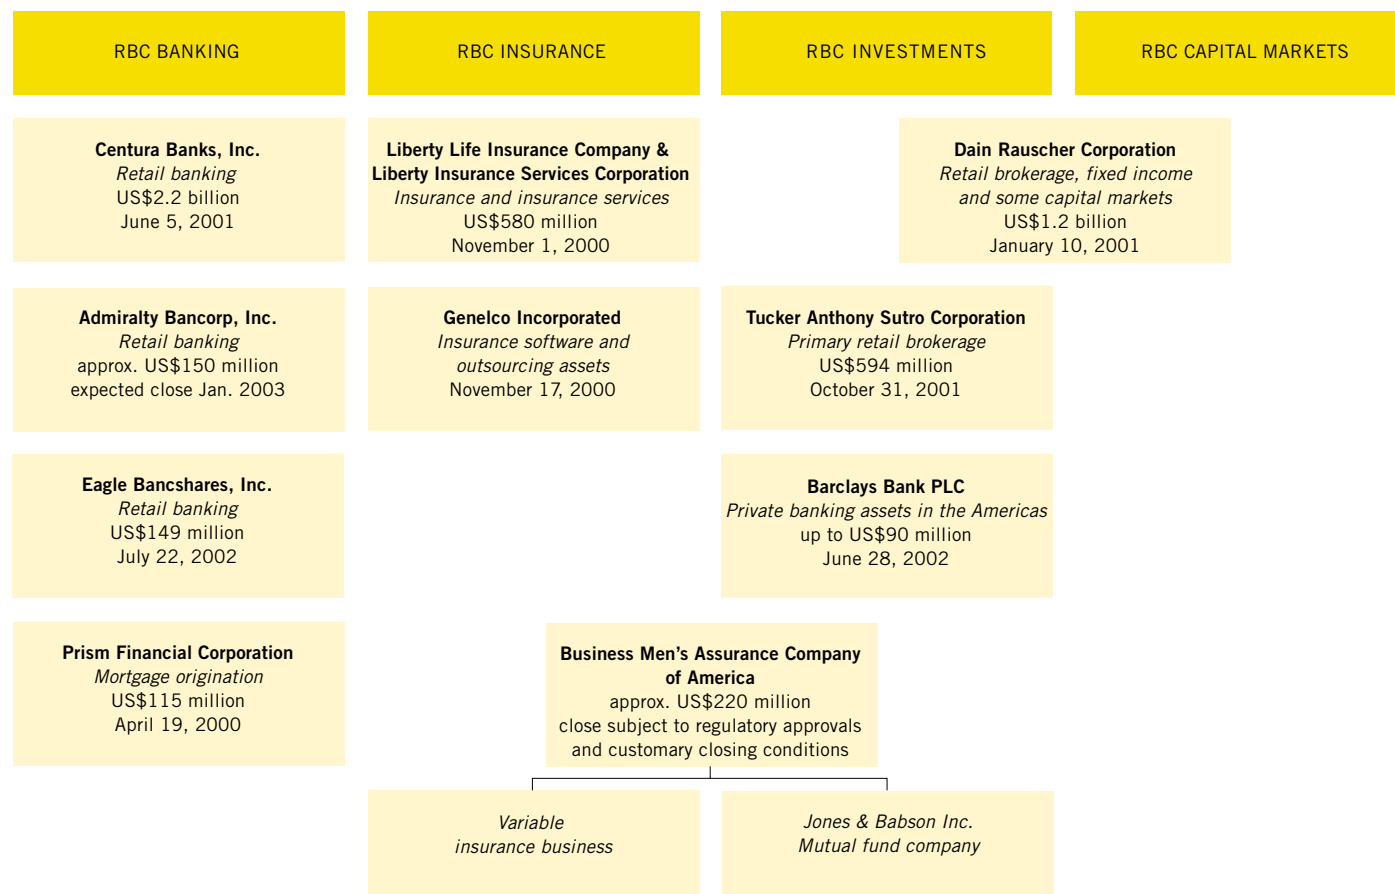 RBC BANKING
RBC INSURANCE
RBC INVESTMENTS
RBC CAPITAL MARKETS
Centura Banks, Inc.
Retail banking
US$2.2 billion
June 5, 2001
Liberty Life Insurance Company &
Liberty Insurance Services Corporation
Insurance and insurance services
US$580 million
November 1, 2000
Dain Rauscher Corporation
Retail brokerage, fixed income
and some capital markets
US$1.2 billion
January 10, 2001
Admiralty Bancorp, Inc.
Retail banking
approx. US$150 million
expected close Jan. 2003
Genelco Incorporated
Insurance software and
outsourcing assets
November 17, 2000
Tucker Anthony Sutro Corporation
Primary retail brokerage
US$594 million
October 31, 2001
Eagle Bancshares, Inc.
Retail banking
US$149 million
July 22, 2002
Barclays Bank PLC
Private banking assets in the Americas
up to US$90 million
June 28, 2002
Prism Financial Corporation
Mortgage origination
US$115 million
April 19, 2000
Business Men’s Assurance Company
of America
approx. US$220 million
close subject to regulatory approvals
and customary closing conditions
Variable
insurance business
Jones & Babson Inc.
Mutual fund company